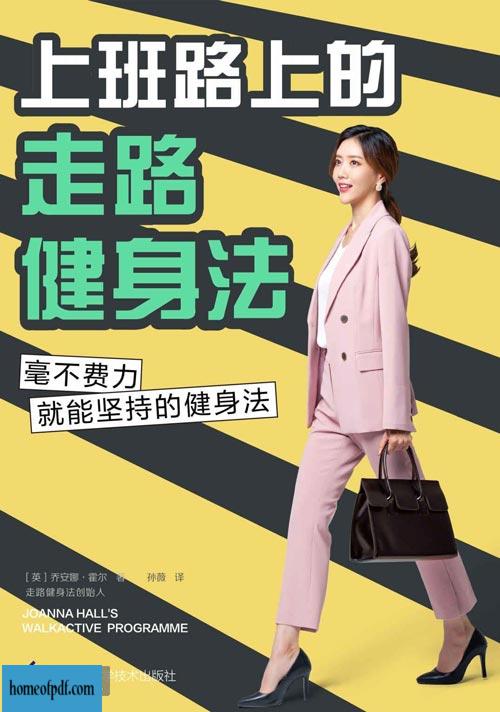 上班路上的
走路
健身法
毫不费力
就能坚持的健身法
[英] 乔安娜·霍尔 著 孙薇 译
走路健身法创始人
JOANNA HALL'S
WALKACTIVE PROGRAMME
技术出版社
homeofpdf.com